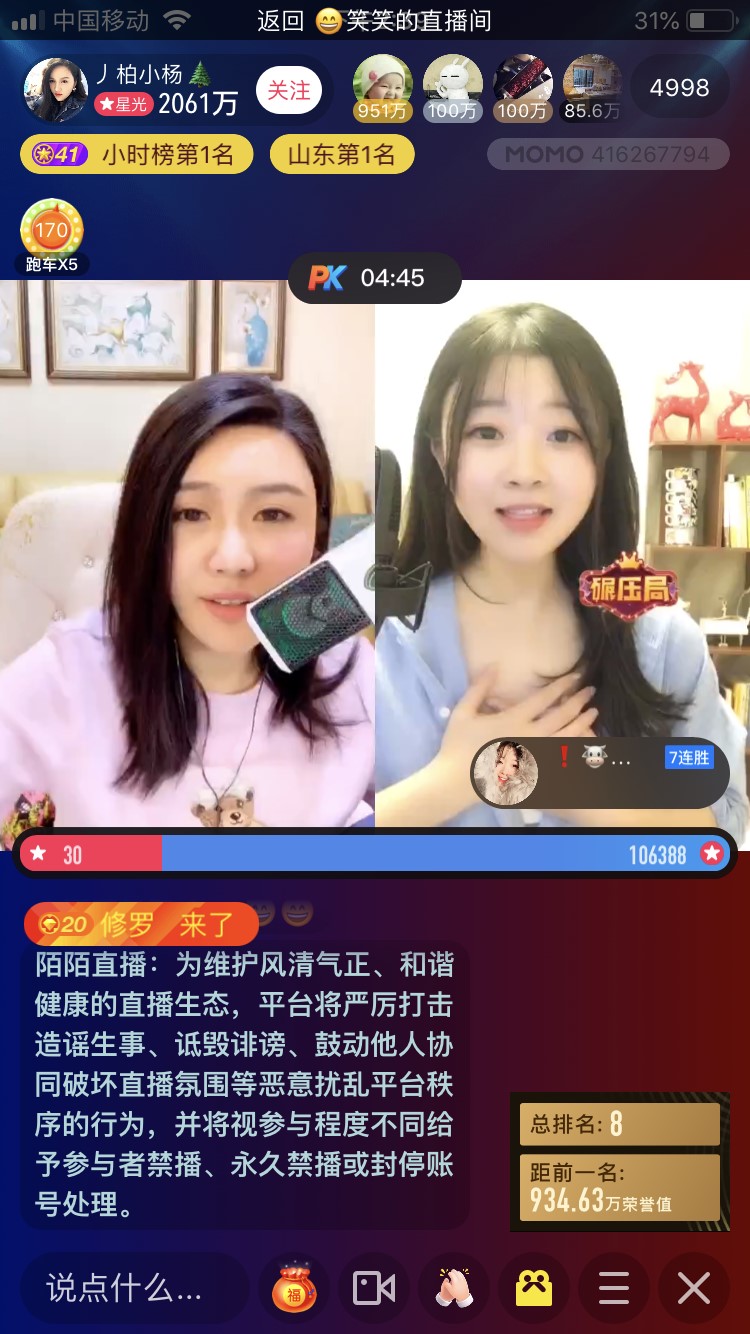 中国移动
返回 😄笑笑的直播间
31%
丿柏小杨🌲
星光 2061万
关注
951万
100万
100万
85.6万
4998
41 小时榜第1名
山东第1名
MOMO 416267794
170
跑车X5
PK 04:45
碾压局
❗🐮...
7连胜
30
106388
20 修罗 来了
陌陌直播：为维护风清气正、和谐
健康的直播生态，平台将严厉打击
造谣生事、诋毁诽谤、鼓动他人协
同破坏直播氛围等恶意扰乱平台秩
序的行为，并将视参与程度不同给
予参与者禁播、永久禁播或封停账
号处理。
总排名: 8
距前一名:
934.63万荣誉值
说点什么...
福